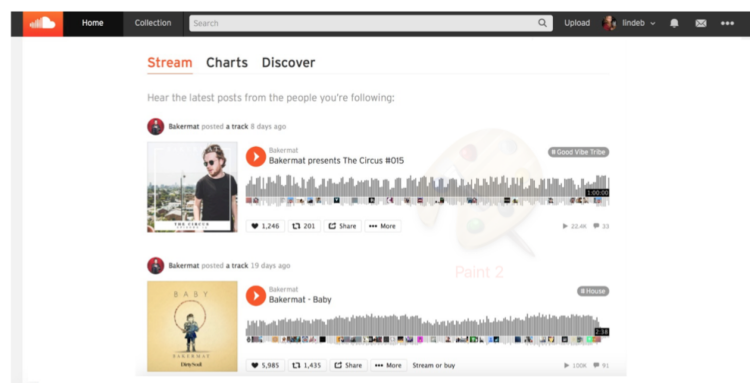 Home Collection Search Upload lindeb
Stream Charts Discover
Hear the latest posts from the people you're following:
Bakermat posted a track 8 days ago
Bakermat
Bakermat presents The Circus #015
# Good Vibe Tribe
1:00:00
THE CIRCUS
1,246 201 Share More 22.4K 33
Paint 2
Bakermat posted a track 19 days ago
Bakermat
Bakermat - Baby
# House
BABY
2:36
BAKERMAT
Dirty Soul
5,985 1,435 Share More Stream or buy 100K 91